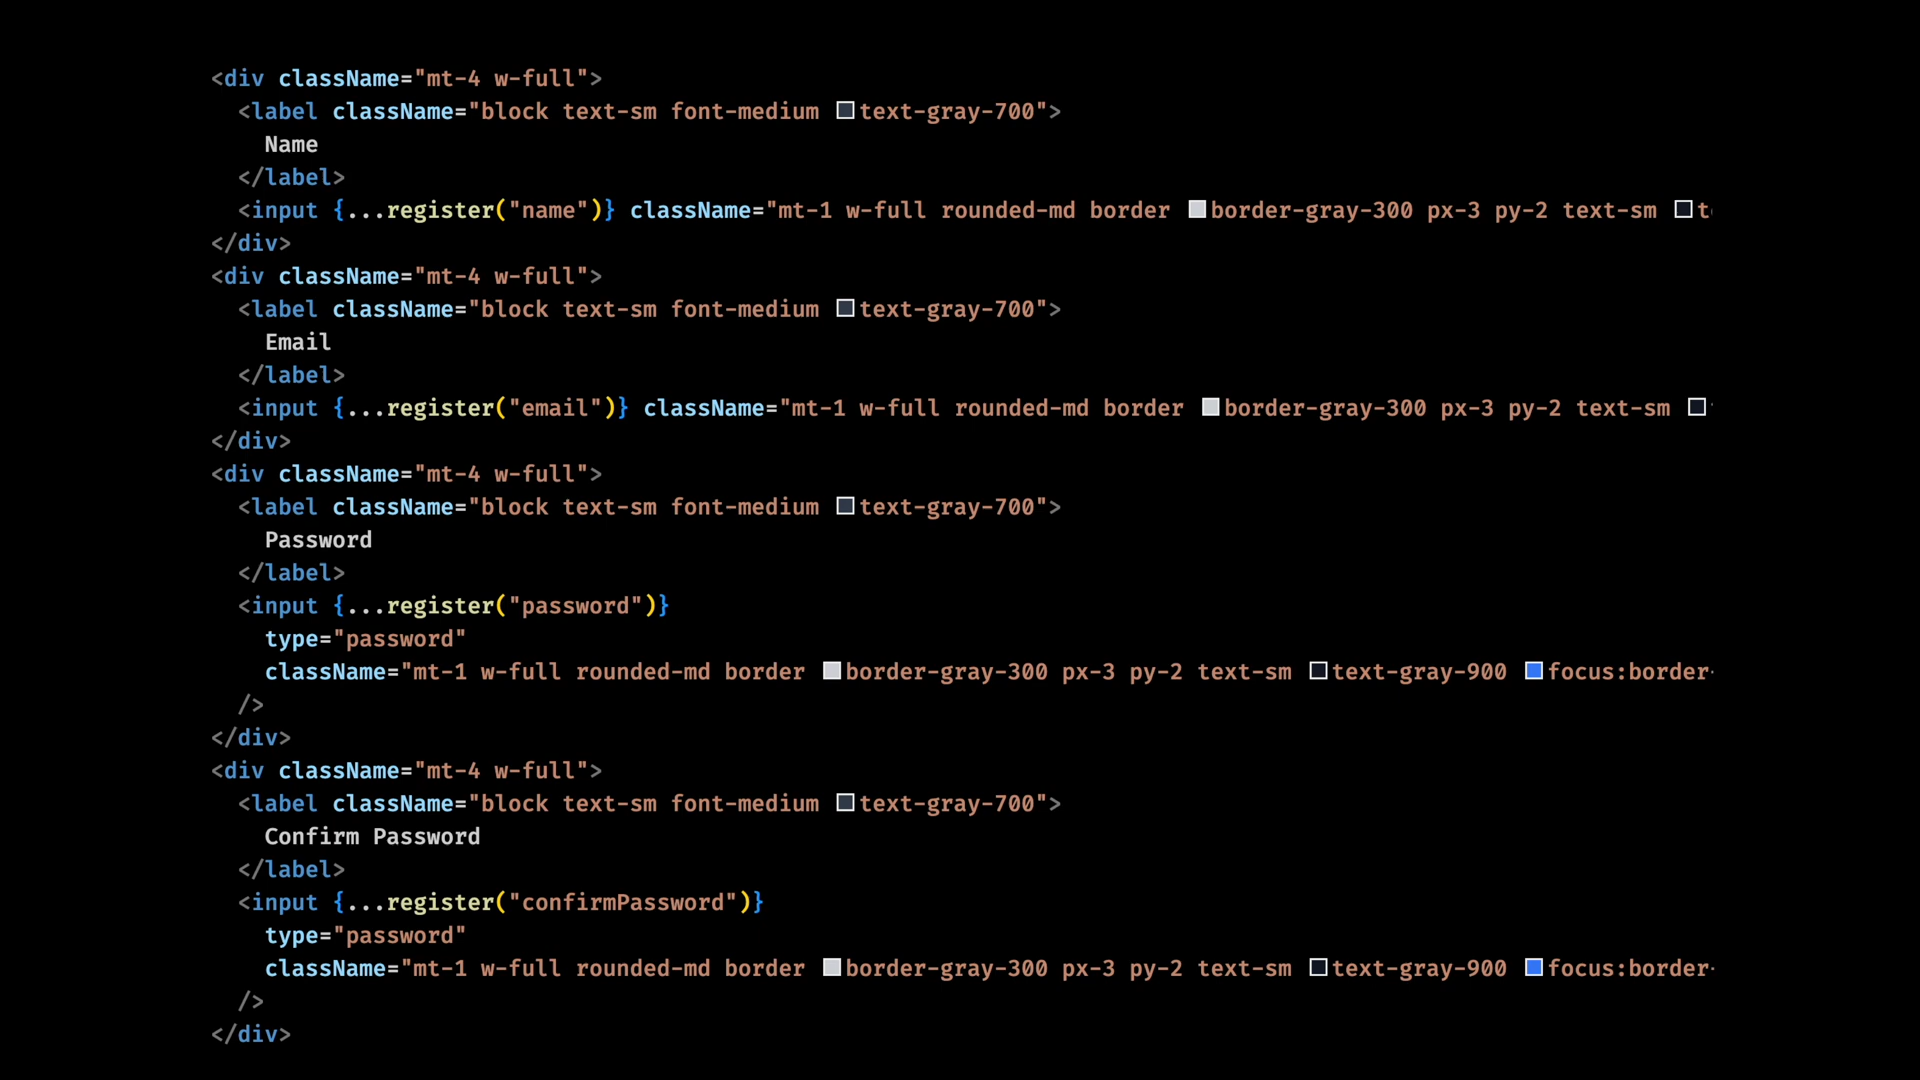 <div className="mt-4 w-full">
  <label className="block text-sm font-medium text-gray-700">
    Name
  </label>
  <input {...register("name")} className="mt-1 w-full rounded-md border border-gray-300 px-3 py-2 text-sm
</div>
<div className="mt-4 w-full">
  <label className="block text-sm font-medium text-gray-700">
    Email
  </label>
  <input {...register("email")} className="mt-1 w-full rounded-md border border-gray-300 px-3 py-2 text-sm
</div>
<div className="mt-4 w-full">
  <label className="block text-sm font-medium text-gray-700">
    Password
  </label>
  <input {...register("password")}
    type="password"
    className="mt-1 w-full rounded-md border border-gray-300 px-3 py-2 text-sm text-gray-900 focus:border-
  />
</div>
<div className="mt-4 w-full">
  <label className="block text-sm font-medium text-gray-700">
    Confirm Password
  </label>
  <input {...register("confirmPassword")}
    type="password"
    className="mt-1 w-full rounded-md border border-gray-300 px-3 py-2 text-sm text-gray-900 focus:border-
  />
</div>